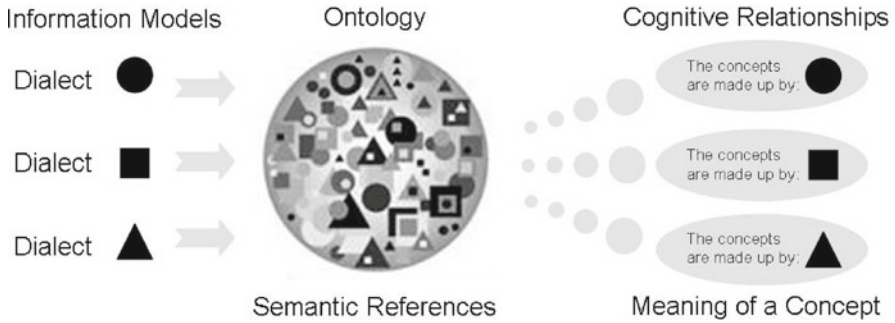 Information Models
Ontology
Cognitive Relationships
Dialect
The concepts
are made up by:
Dialect
The concepts
are made up by:
Dialect
The concepts
are made up by:
Semantic References
Meaning of a Concept